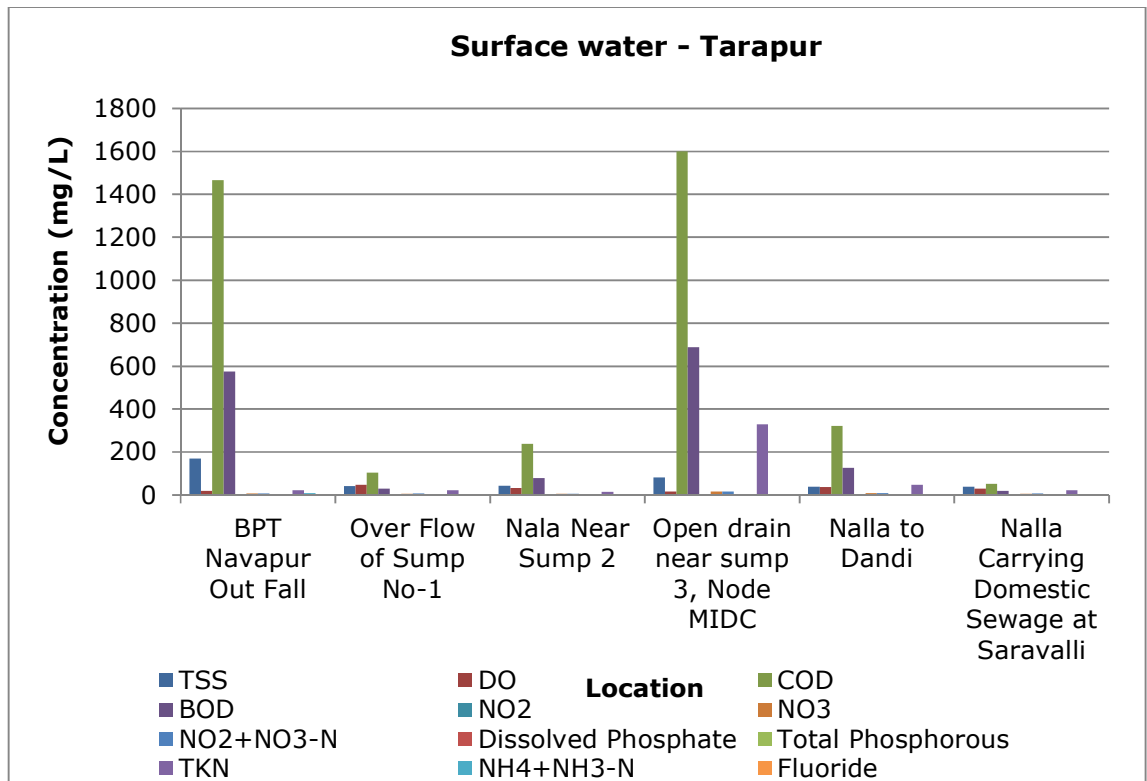 Surface water - Tarapur
Concentration (mg/L)
1800
1600
1400
1200
1000
800
600
400
200
0
BPT
Navapur
Out Fall
Over Flow
of Sump
No-1
Nala Near
Sump 2
Open drain
near sump
3, Node
MIDC
Nalla to
Dandi
Nalla
Carrying
Domestic
Sewage at
Saravalli
Location
TSS
DO
COD
BOD
NO2
NO3
NO2+NO3-N
Dissolved Phosphate
Total Phosphorous
TKN
NH4+NH3-N
Fluoride